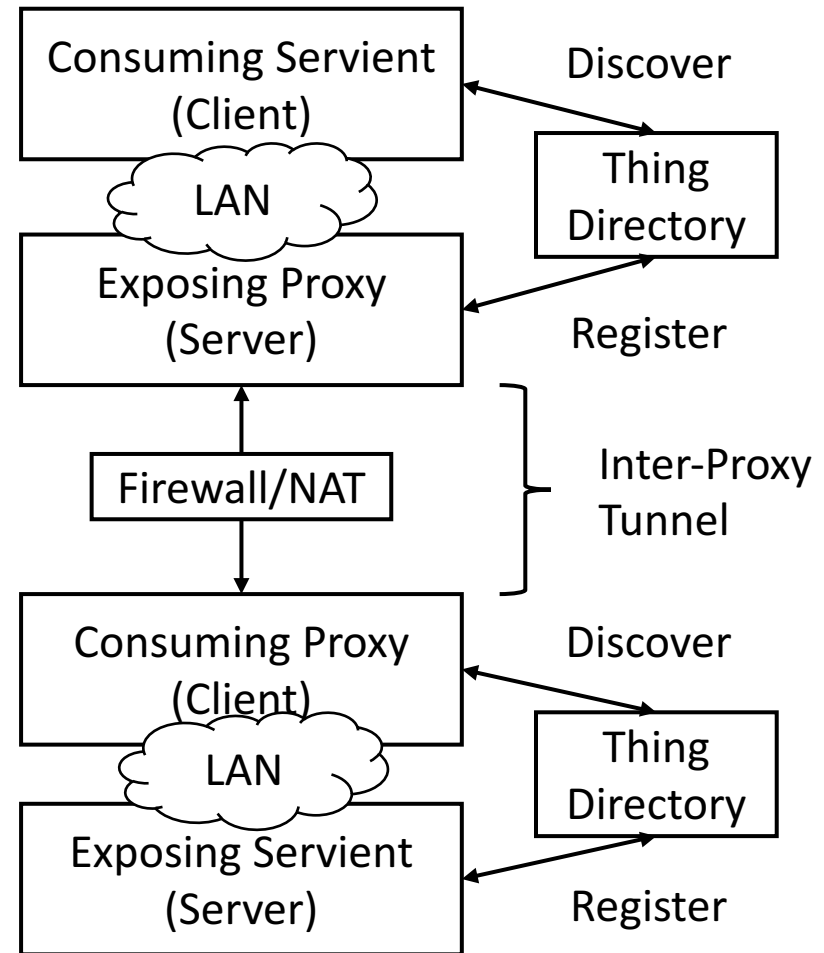 Consuming Servient
(Client)
Discover
LAN
Thing
Directory
Exposing Proxy
(Server)
Register
Firewall/NAT
Inter-Proxy
Tunnel
Consuming Proxy
(Client)
Discover
LAN
Thing
Directory
Exposing Servient
(Server)
Register